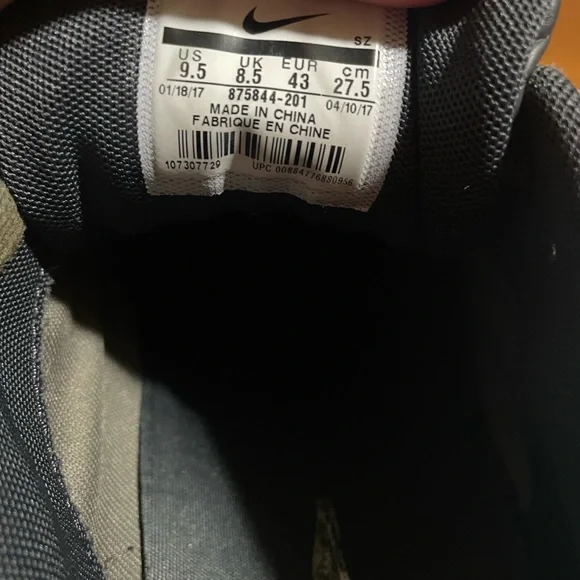 SZ
US UK EUR cm
9.5 8.5 43 27.5
01/18/17 875844-201 04/10/17
MADE IN CHINA
FABRIQUE EN CHINE
107307729 UPC 00884776880956